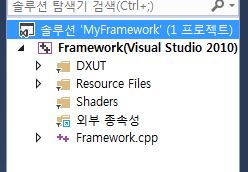 솔루션 탐색기 검색(Ctrl+;)
솔루션 'MyFramework' (1 프로젝트)
Framework(Visual Studio 2010)
DXUT
Resource Files
Shaders
외부 종속성
Framework.cpp